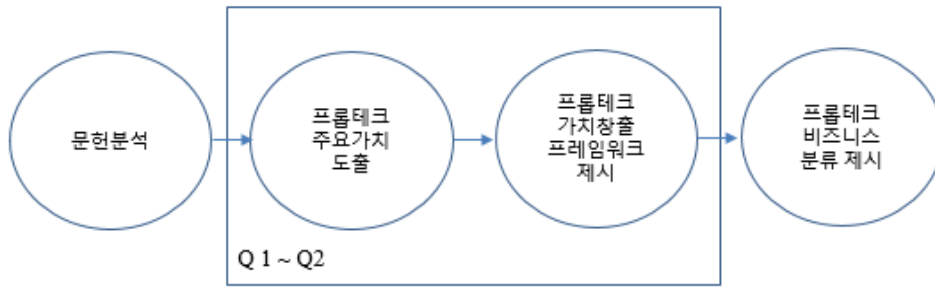 문헌분석
프롭테크
주요가치
도출
프롭테크
가치창출
프레임워크
제시
프롭테크
비즈니스
분류 제시
Q 1 ~ Q2